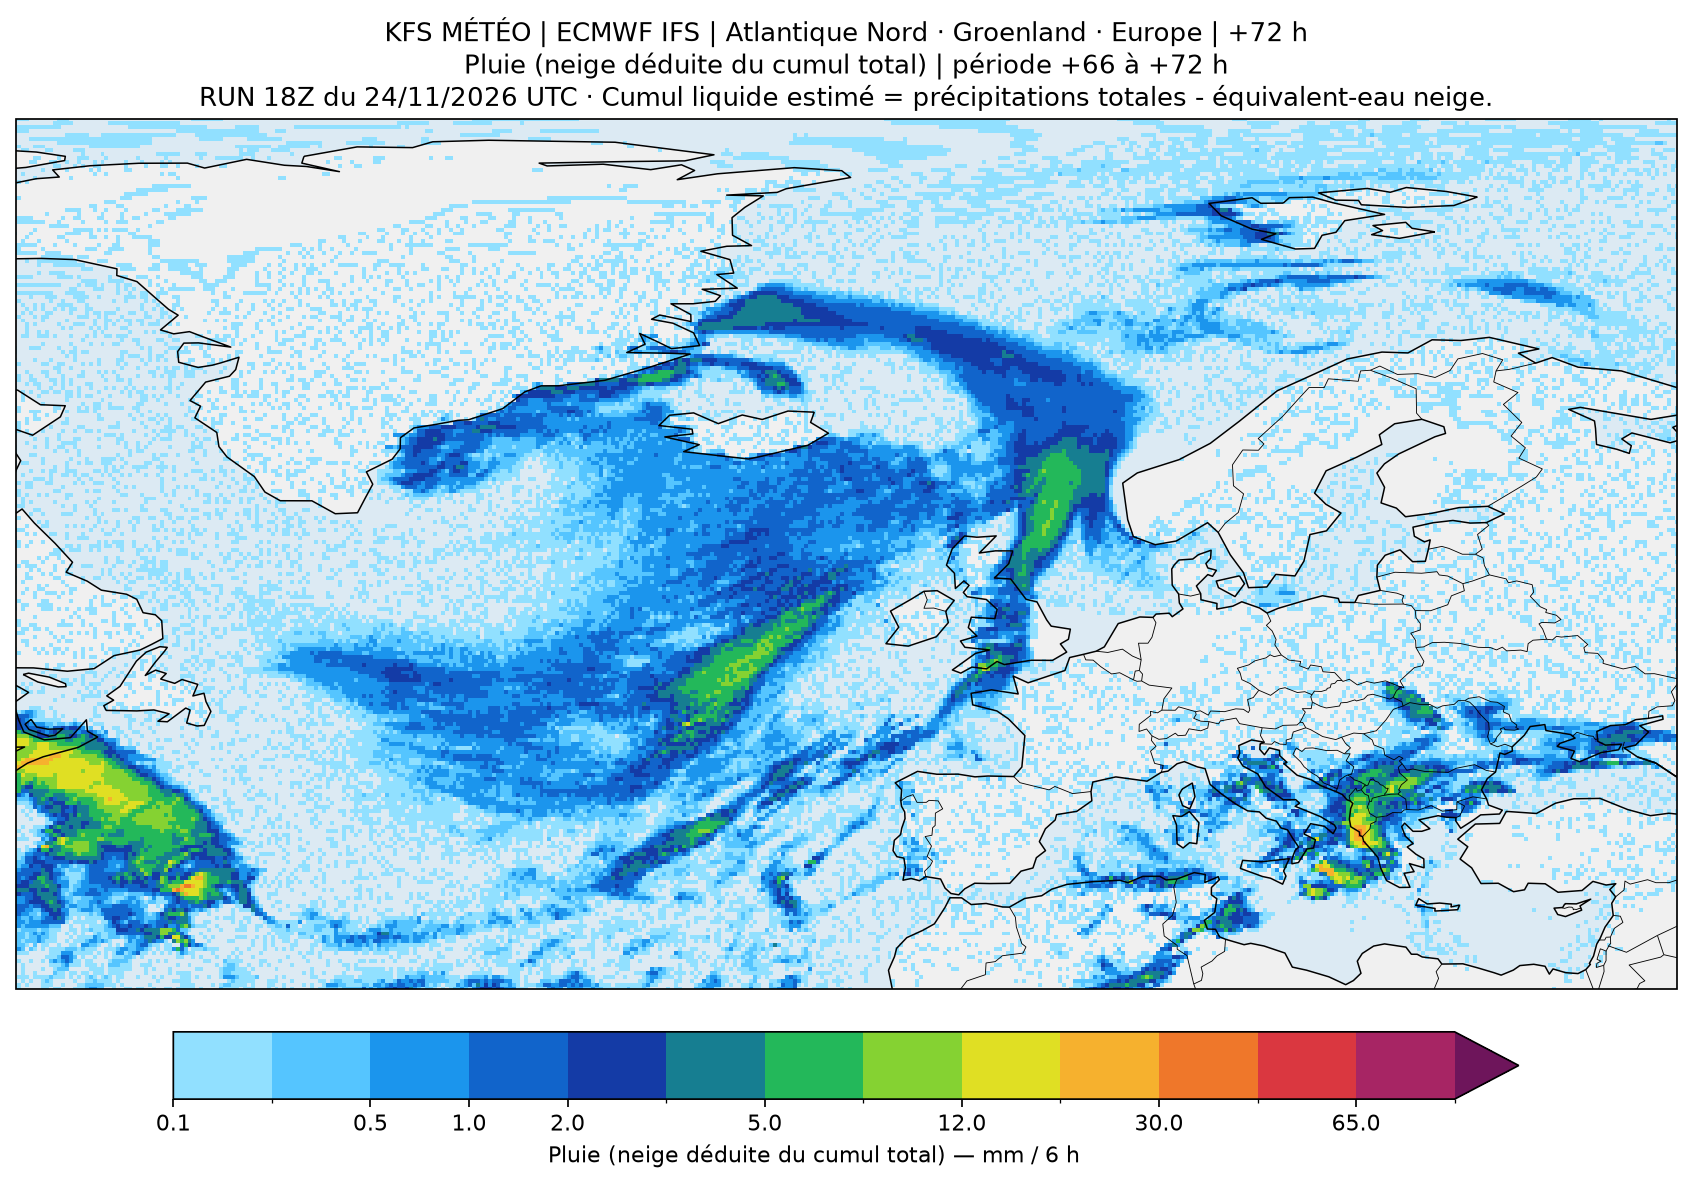 KFS MÉTÉO | ECMWF IFS | Atlantique Nord · Groenland · Europe | +72 h
Pluie (neige déduite du cumul total) | période +66 à +72 h
RUN 18Z du 24/11/2026 UTC · Cumul liquide estimé = précipitations totales - équivalent-eau neige.
0.1 0.5 1.0 2.0 5.0 12.0 30.0 65.0
Pluie (neige déduite du cumul total) — mm / 6 h